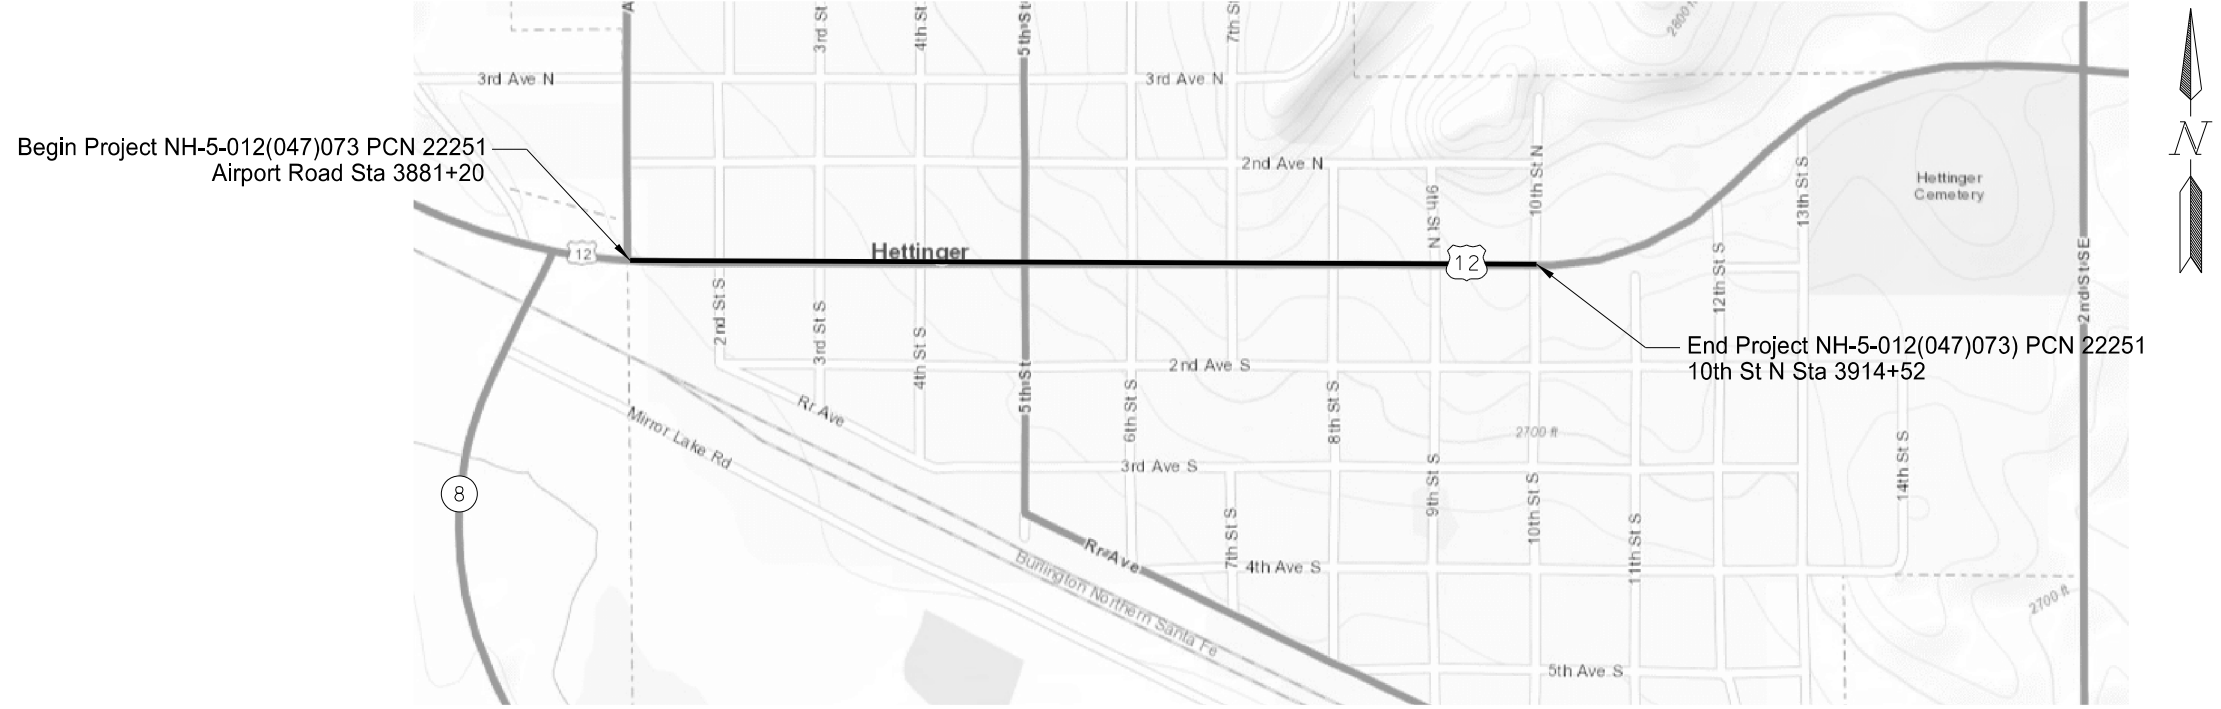 A
3rd St
4th St
5th St
7th St
2800 f
3rd Ave N
3rd Ave N
Begin Project NH-5-012(047)073 PCN 22251
Airport Road Sta 3881+20
N
2nd Ave N
9th St N
10th St N
13th St S
Hettinger
Cemetery
12
Hettinger
12
2nd St S
3rd St S
4th St S
5th St
12th St S
2nd St SE
End Project NH-5-012(047)073) PCN 22251
10th St N Sta 3914+52
2nd Ave S
Rr Ave
Mirror Lake Rd
6th St S
8th St S
2700 ft
3rd Ave S
9th St S
10th St S
14th St S
8
7th St S
11th St S
Rr Ave
Burlington Northern Santa Fe
4th Ave S
2700 ft
5th Ave S